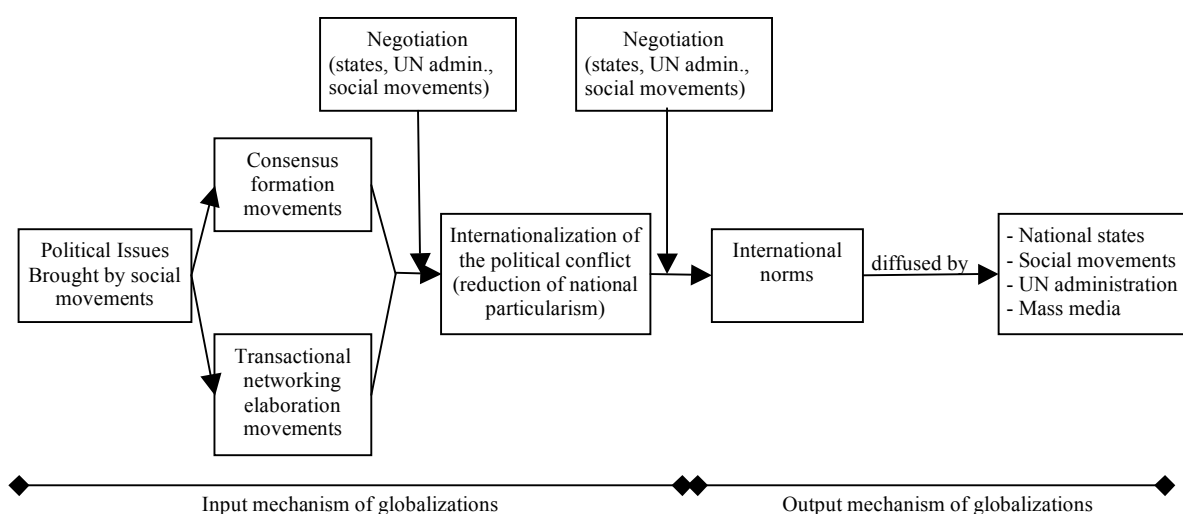 Negotiation
(states, UN admin.,
social movements)
Negotiation
(states, UN admin.,
social movements)
Consensus
formation
movements
Political Issues
Brought by social
movements
Transactional
networking
elaboration
movements
Internationalization of
the political conflict
(reduction of national
particularism)
International
norms
diffused by
- National states
- Social movements
- UN administration
- Mass media
Input mechanism of globalizations
Output mechanism of globalizations